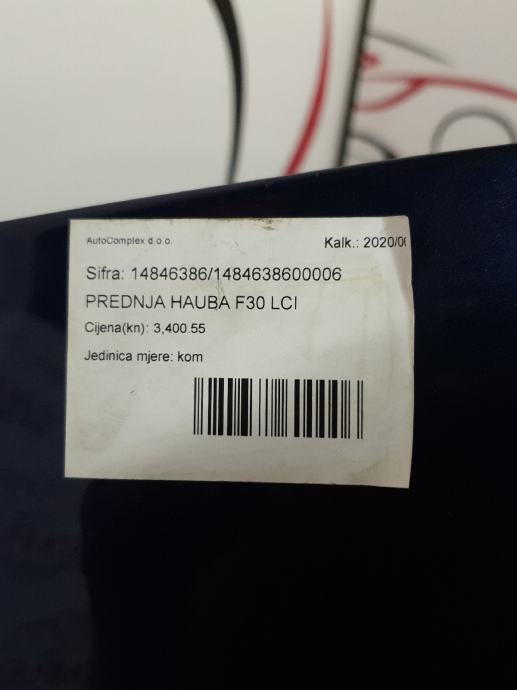 AutoComplex d.o.o.
Kalk.: 2020/0
Sifra: 14846386/1484638600006
PREDNJA HAUBA F30 LCI
Cijena(kn): 3,400.55
Jedinica mjere: kom